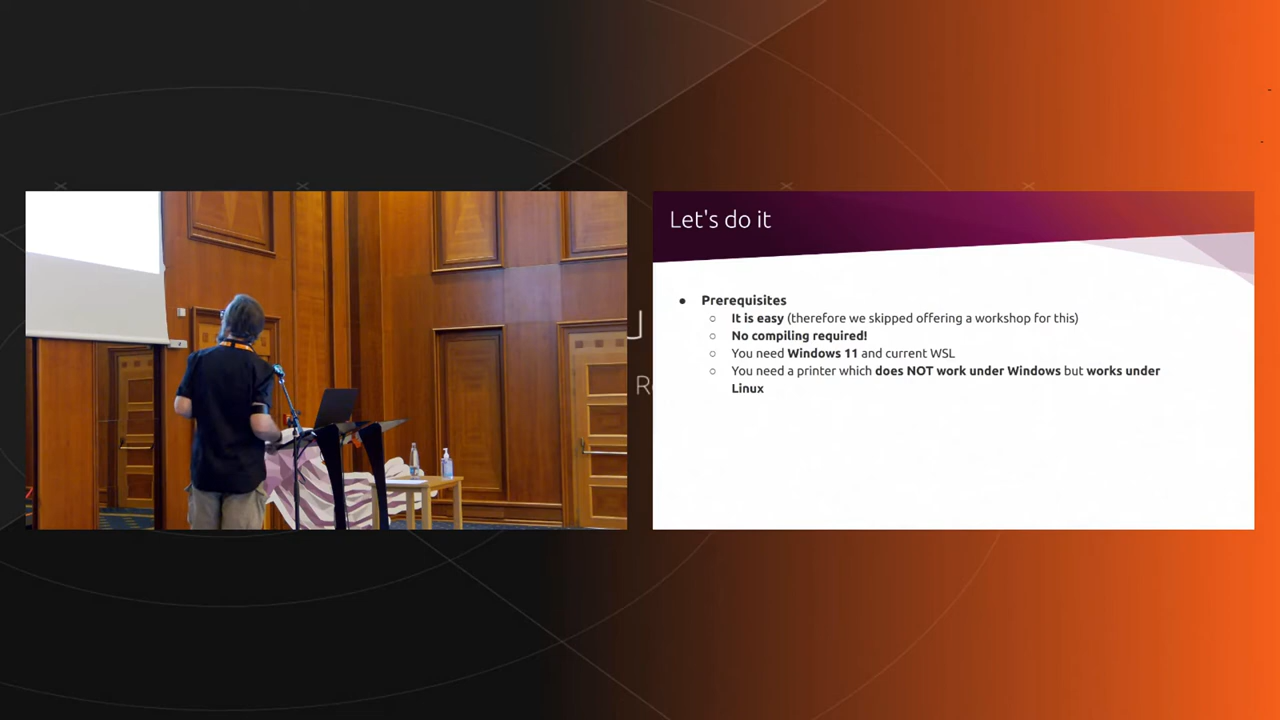 Let's do it
● Prerequisites
○ It is easy (therefore we skipped offering a workshop for this)
○ No compiling required!
○ You need Windows 11 and current WSL
○ You need a printer which does NOT work under Windows but works under
Linux